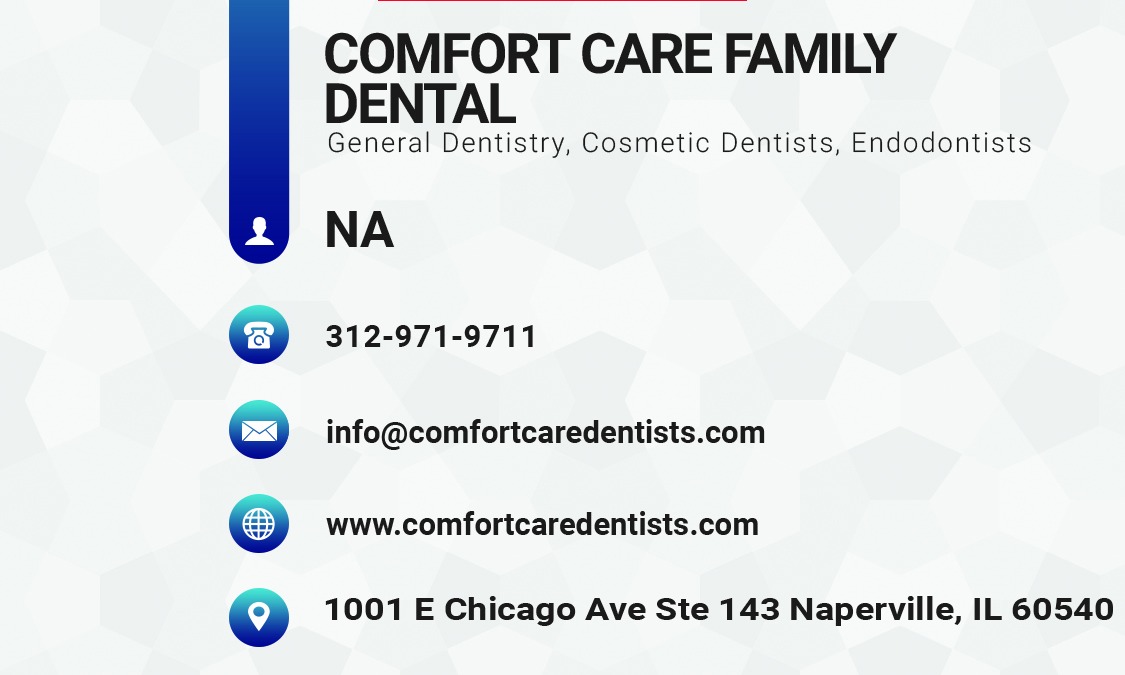 COMFORT CARE FAMILY
DENTAL
General Dentistry, Cosmetic Dentists, Endodontists
NA
312-971-9711
info@comfortcaredentists.com
www.comfortcaredentists.com
1001 E Chicago Ave Ste 143 Naperville, IL 60540